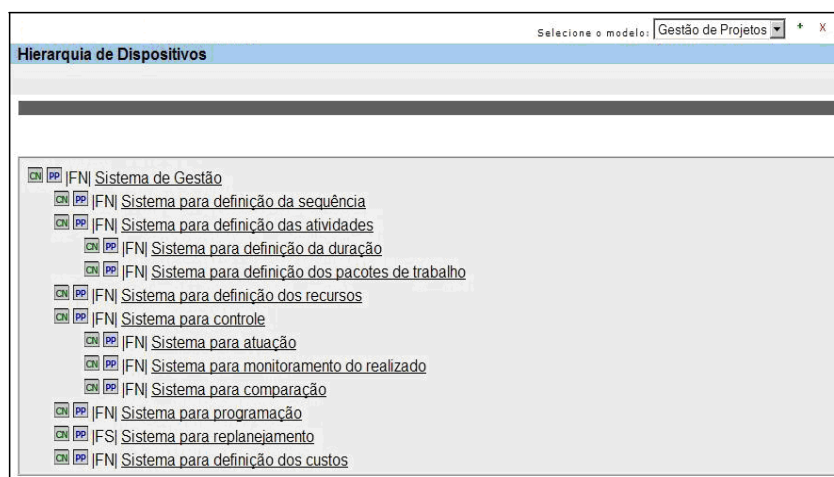 Selecione o modelo: Gestão de Projetos + X
Hierarquia de Dispositivos
CN PP |FN| Sistema de Gestão
CN PP |FN| Sistema para definição da sequência
CN PP |FN| Sistema para definição das atividades
CN PP |FN| Sistema para definição da duração
CN PP |FN| Sistema para definição dos pacotes de trabalho
CN PP |FN| Sistema para definição dos recursos
CN PP |FN| Sistema para controle
CN PP |FN| Sistema para atuação
CN PP |FN| Sistema para monitoramento do realizado
CN PP |FN| Sistema para comparação
CN PP |FN| Sistema para programação
CN PP |FS| Sistema para replanejamento
CN PP |FN| Sistema para definição dos custos